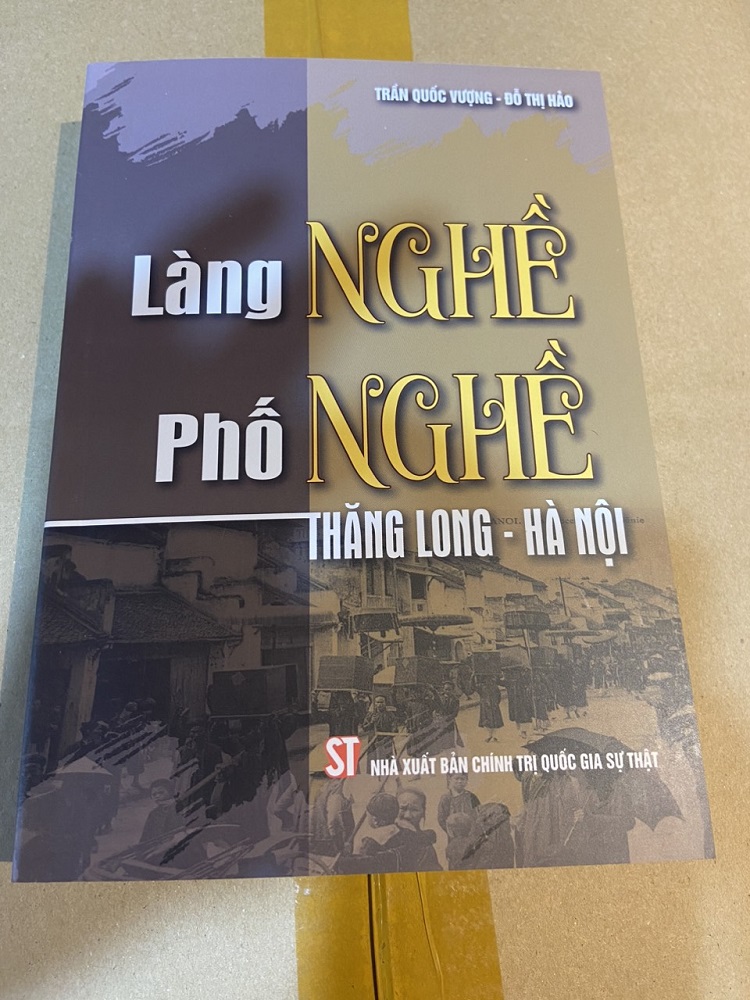 TRẦN QUỐC VƯỢNG - ĐỖ THỊ HẢO
Làng NGHỀ
Phố NGHỀ
THĂNG LONG - HÀ NỘI
ST NHÀ XUẤT BẢN CHÍNH TRỊ QUỐC GIA SỰ THẬT